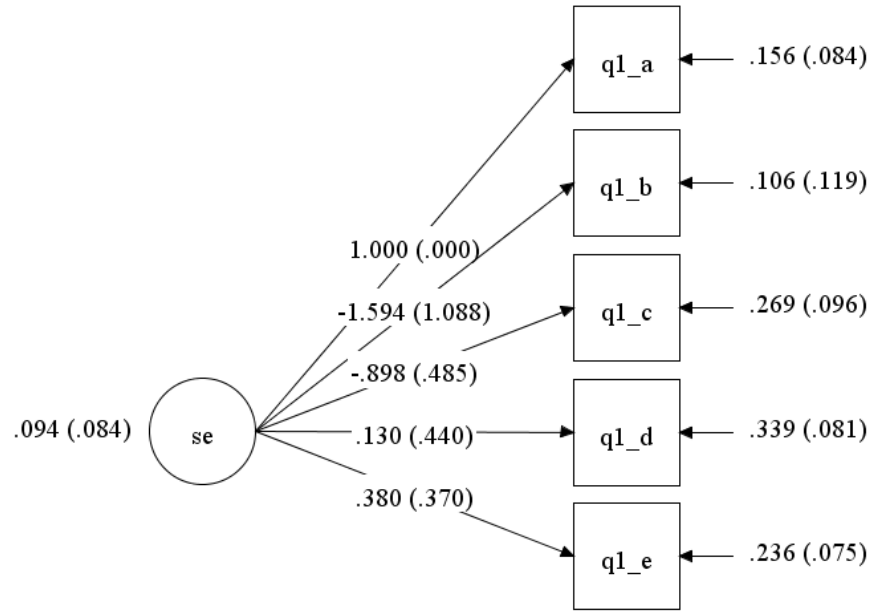 q1_a
.156 (.084)
q1_b
.106 (.119)
1.000 (.000)
-1.594 (1.088)
q1_c
.269 (.096)
-.898 (.485)
.094 (.084)
se
.130 (.440)
q1_d
.339 (.081)
.380 (.370)
q1_e
.236 (.075)